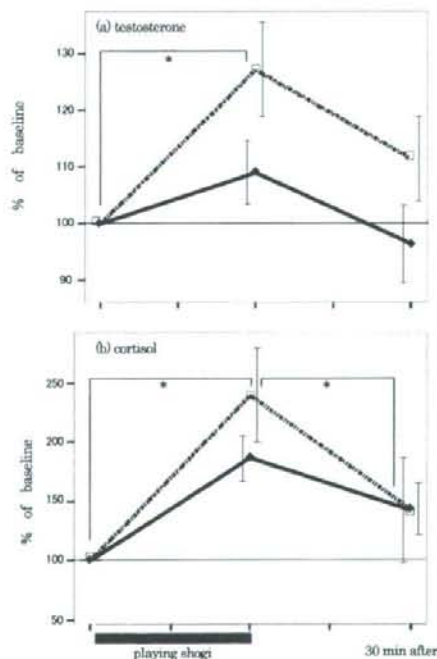 (a) testosterone
*
130
120
110
100
90
% of baseline
(b) cortisol
* *
250
200
150
100
50
% of baseline
playing shogi 30 min after